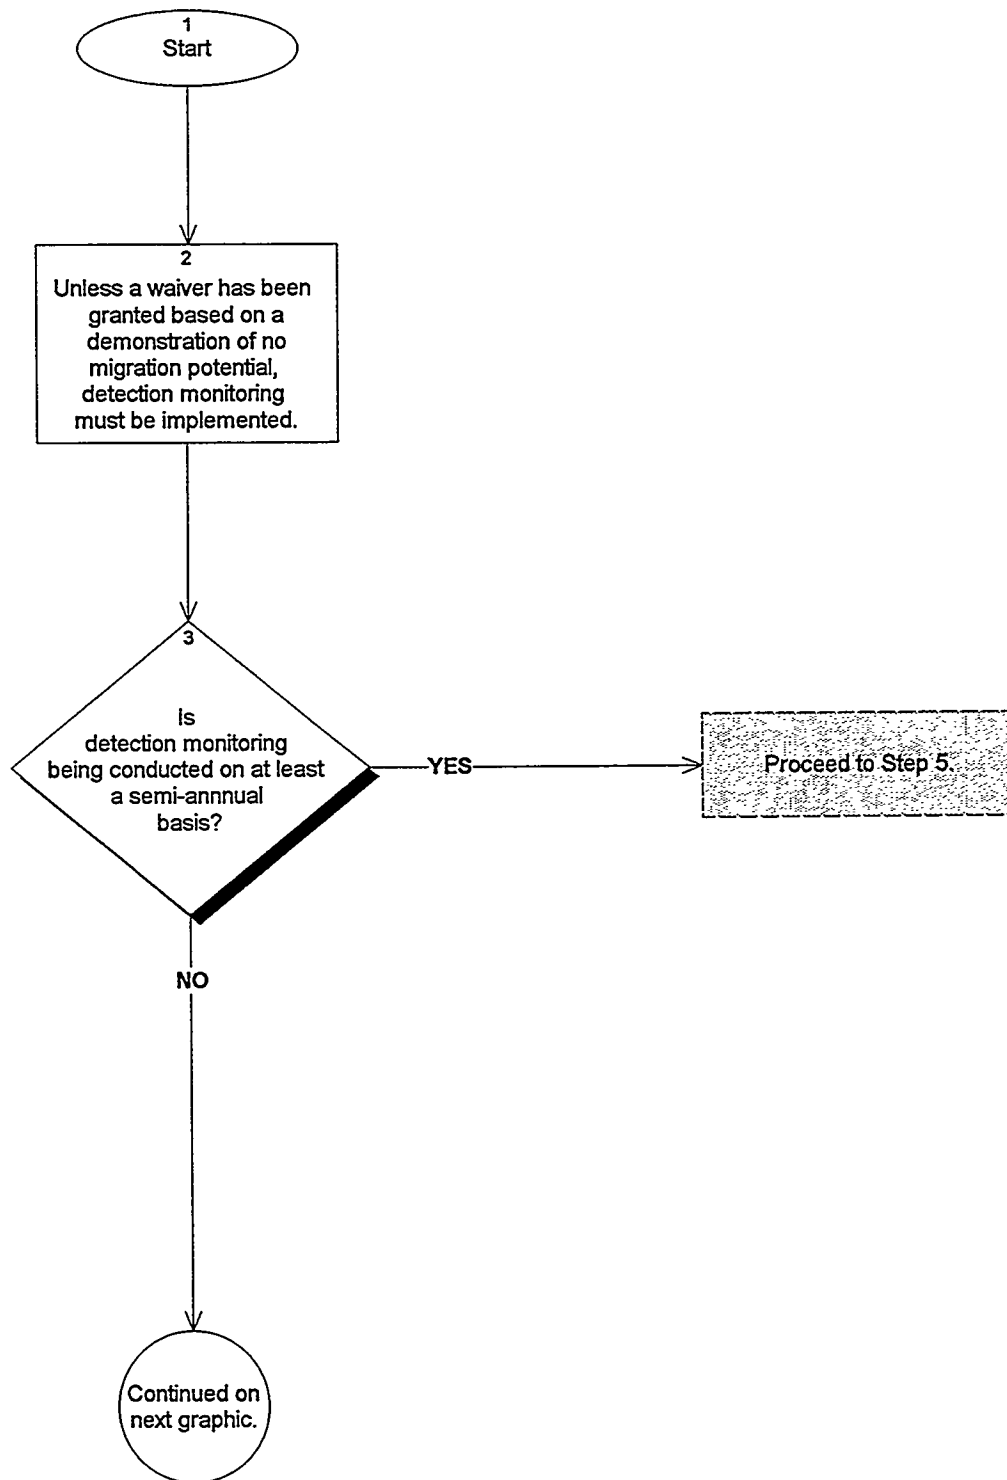 1
Start
2
Unless a waiver has been
granted based on a
demonstration of no
migration potential,
detection monitoring
must be implemented.
3
Is
detection monitoring
being conducted on at least
a semi-annnual
basis?
YES
Proceed to Step 5.
NO
Continued on
next graphic.